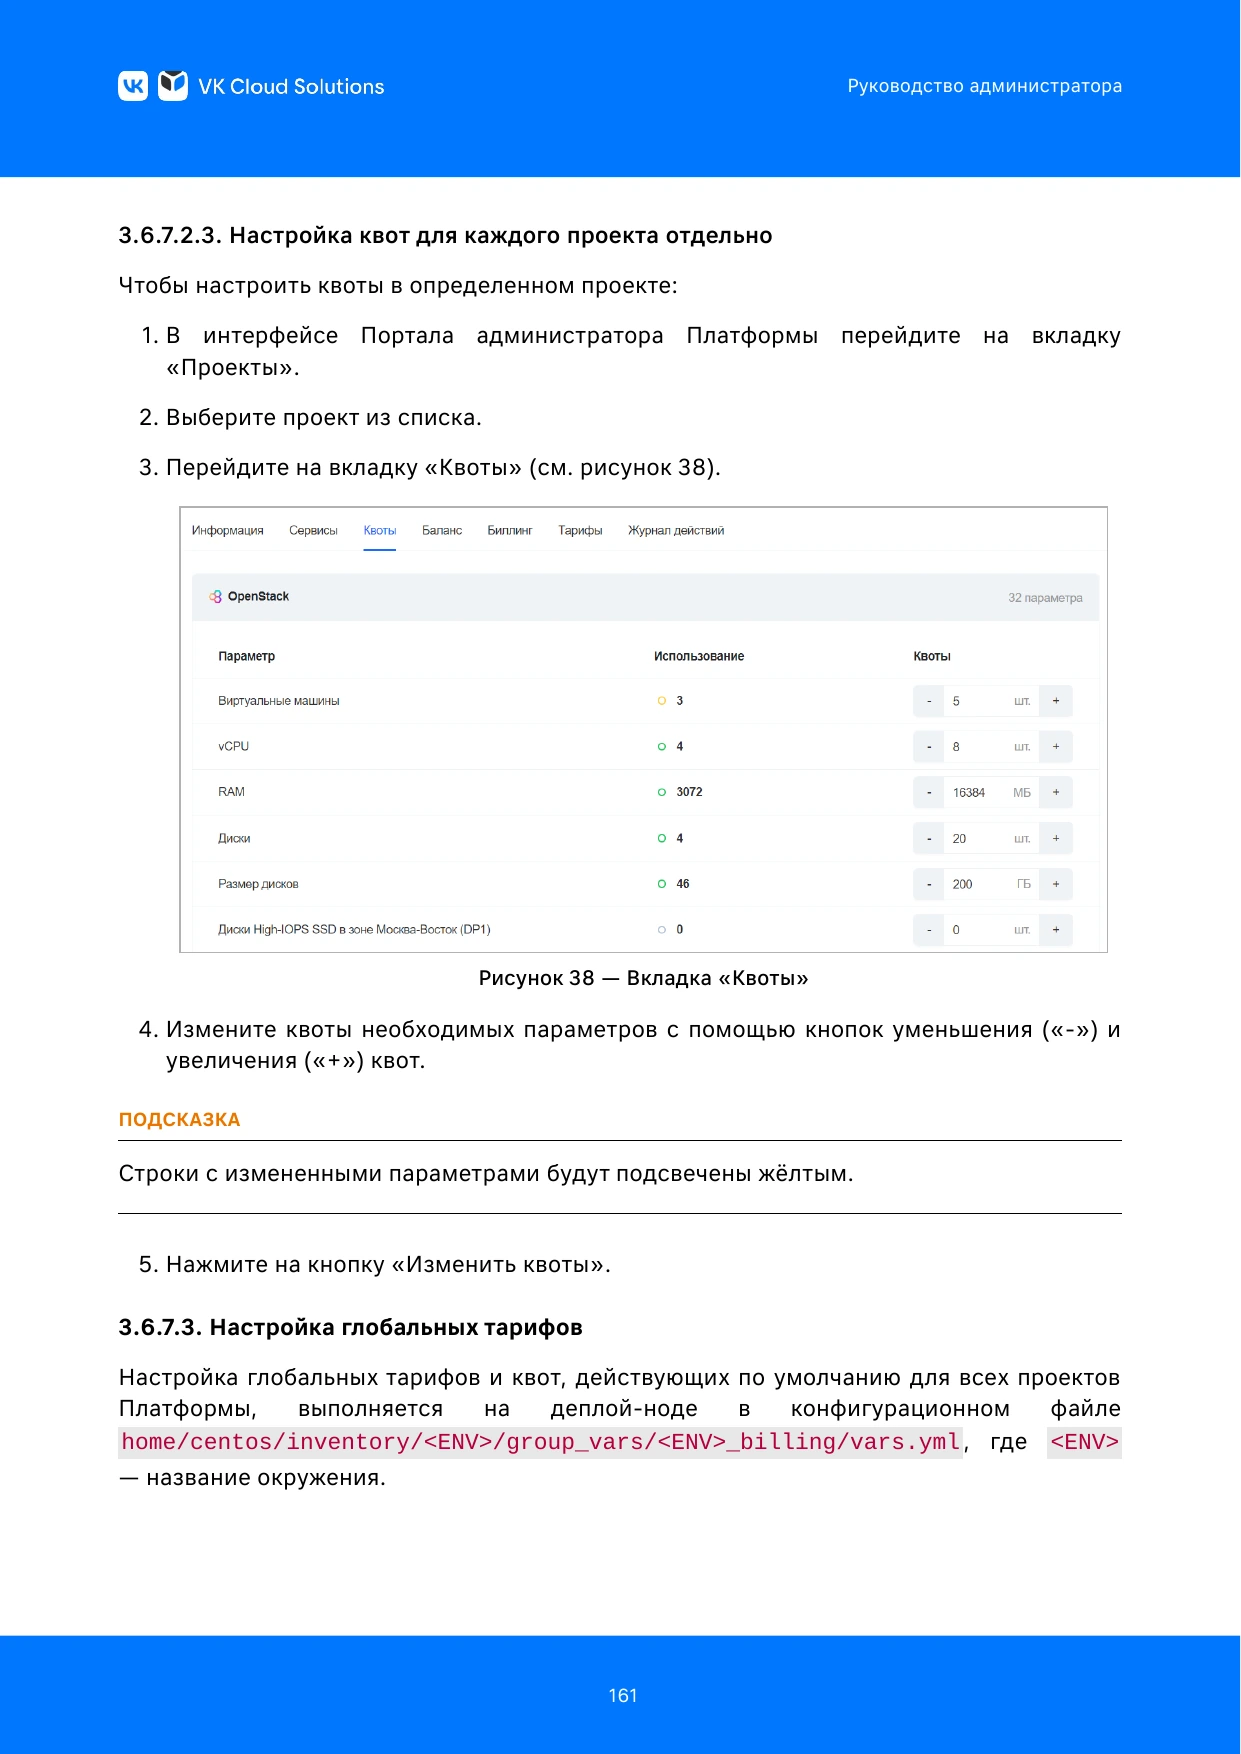 VK Cloud Solutions
Руководство администратора
3.6.7.2.3. Настройка квот для каждого проекта отдельно
Чтобы настроить квоты в определенном проекте:
1. В интерфейсе Портала администратора Платформы перейдите на вкладку
«Проекты».
2. Выберите проект из списка.
3. Перейдите на вкладку «Квоты» (см. рисунок 38).
Информация Сервисы Квоты Баланс Биллинг Тарифы Журнал действий
OpenStack 32 параметра
Параметр Использование Квоты
Виртуальные машины 3 - 5 шт. +
vCPU 4 - 8 шт. +
RAM 3072 - 16384 МБ +
Диски 4 - 20 шт. +
Размер дисков 46 - 200 ГБ +
Диски High-IOPS SSD в зоне Москва-Восток (DP1) 0 - 0 шт. +
Рисунок 38 — Вкладка «Квоты»
4. Измените квоты необходимых параметров с помощью кнопок уменьшения («-») и
увеличения («+») квот.
ПОДСКАЗКА
Строки с измененными параметрами будут подсвечены жёлтым.
5. Нажмите на кнопку «Изменить квоты».
3.6.7.3. Настройка глобальных тарифов
Настройка глобальных тарифов и квот, действующих по умолчанию для всех проектов
Платформы, выполняется на деплой-ноде в конфигурационном файле
home/centos/inventory/<ENV>/group_vars/<ENV>_billing/vars.yml, где <ENV>
— название окружения.
161